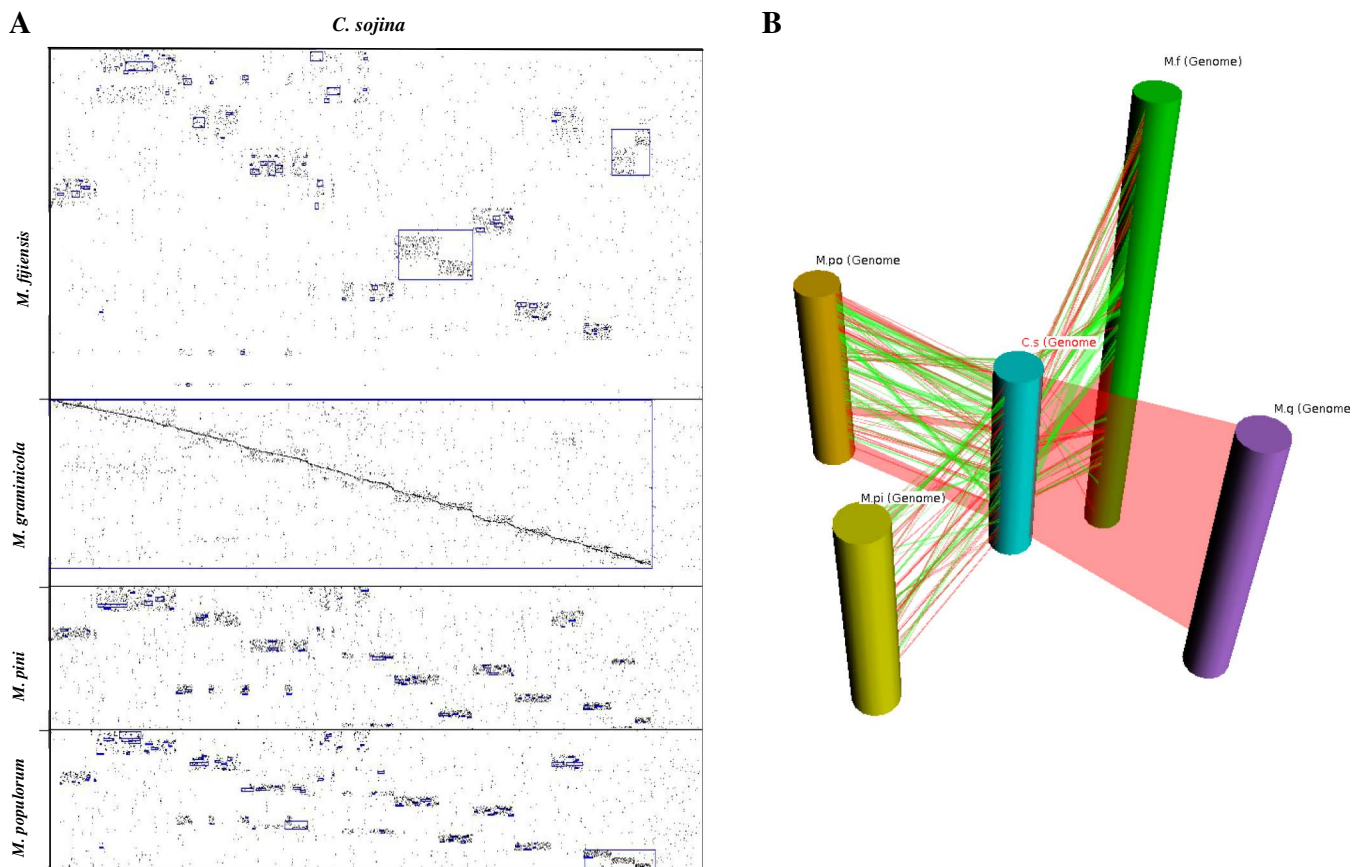 A
C. sojina
M. fijiensis
M. graminicola
M. pini
M. populorum
B
M.f (Genome)
M.po (Genome
C.s (Genome
M.q (Genome
M.pi (Genome)